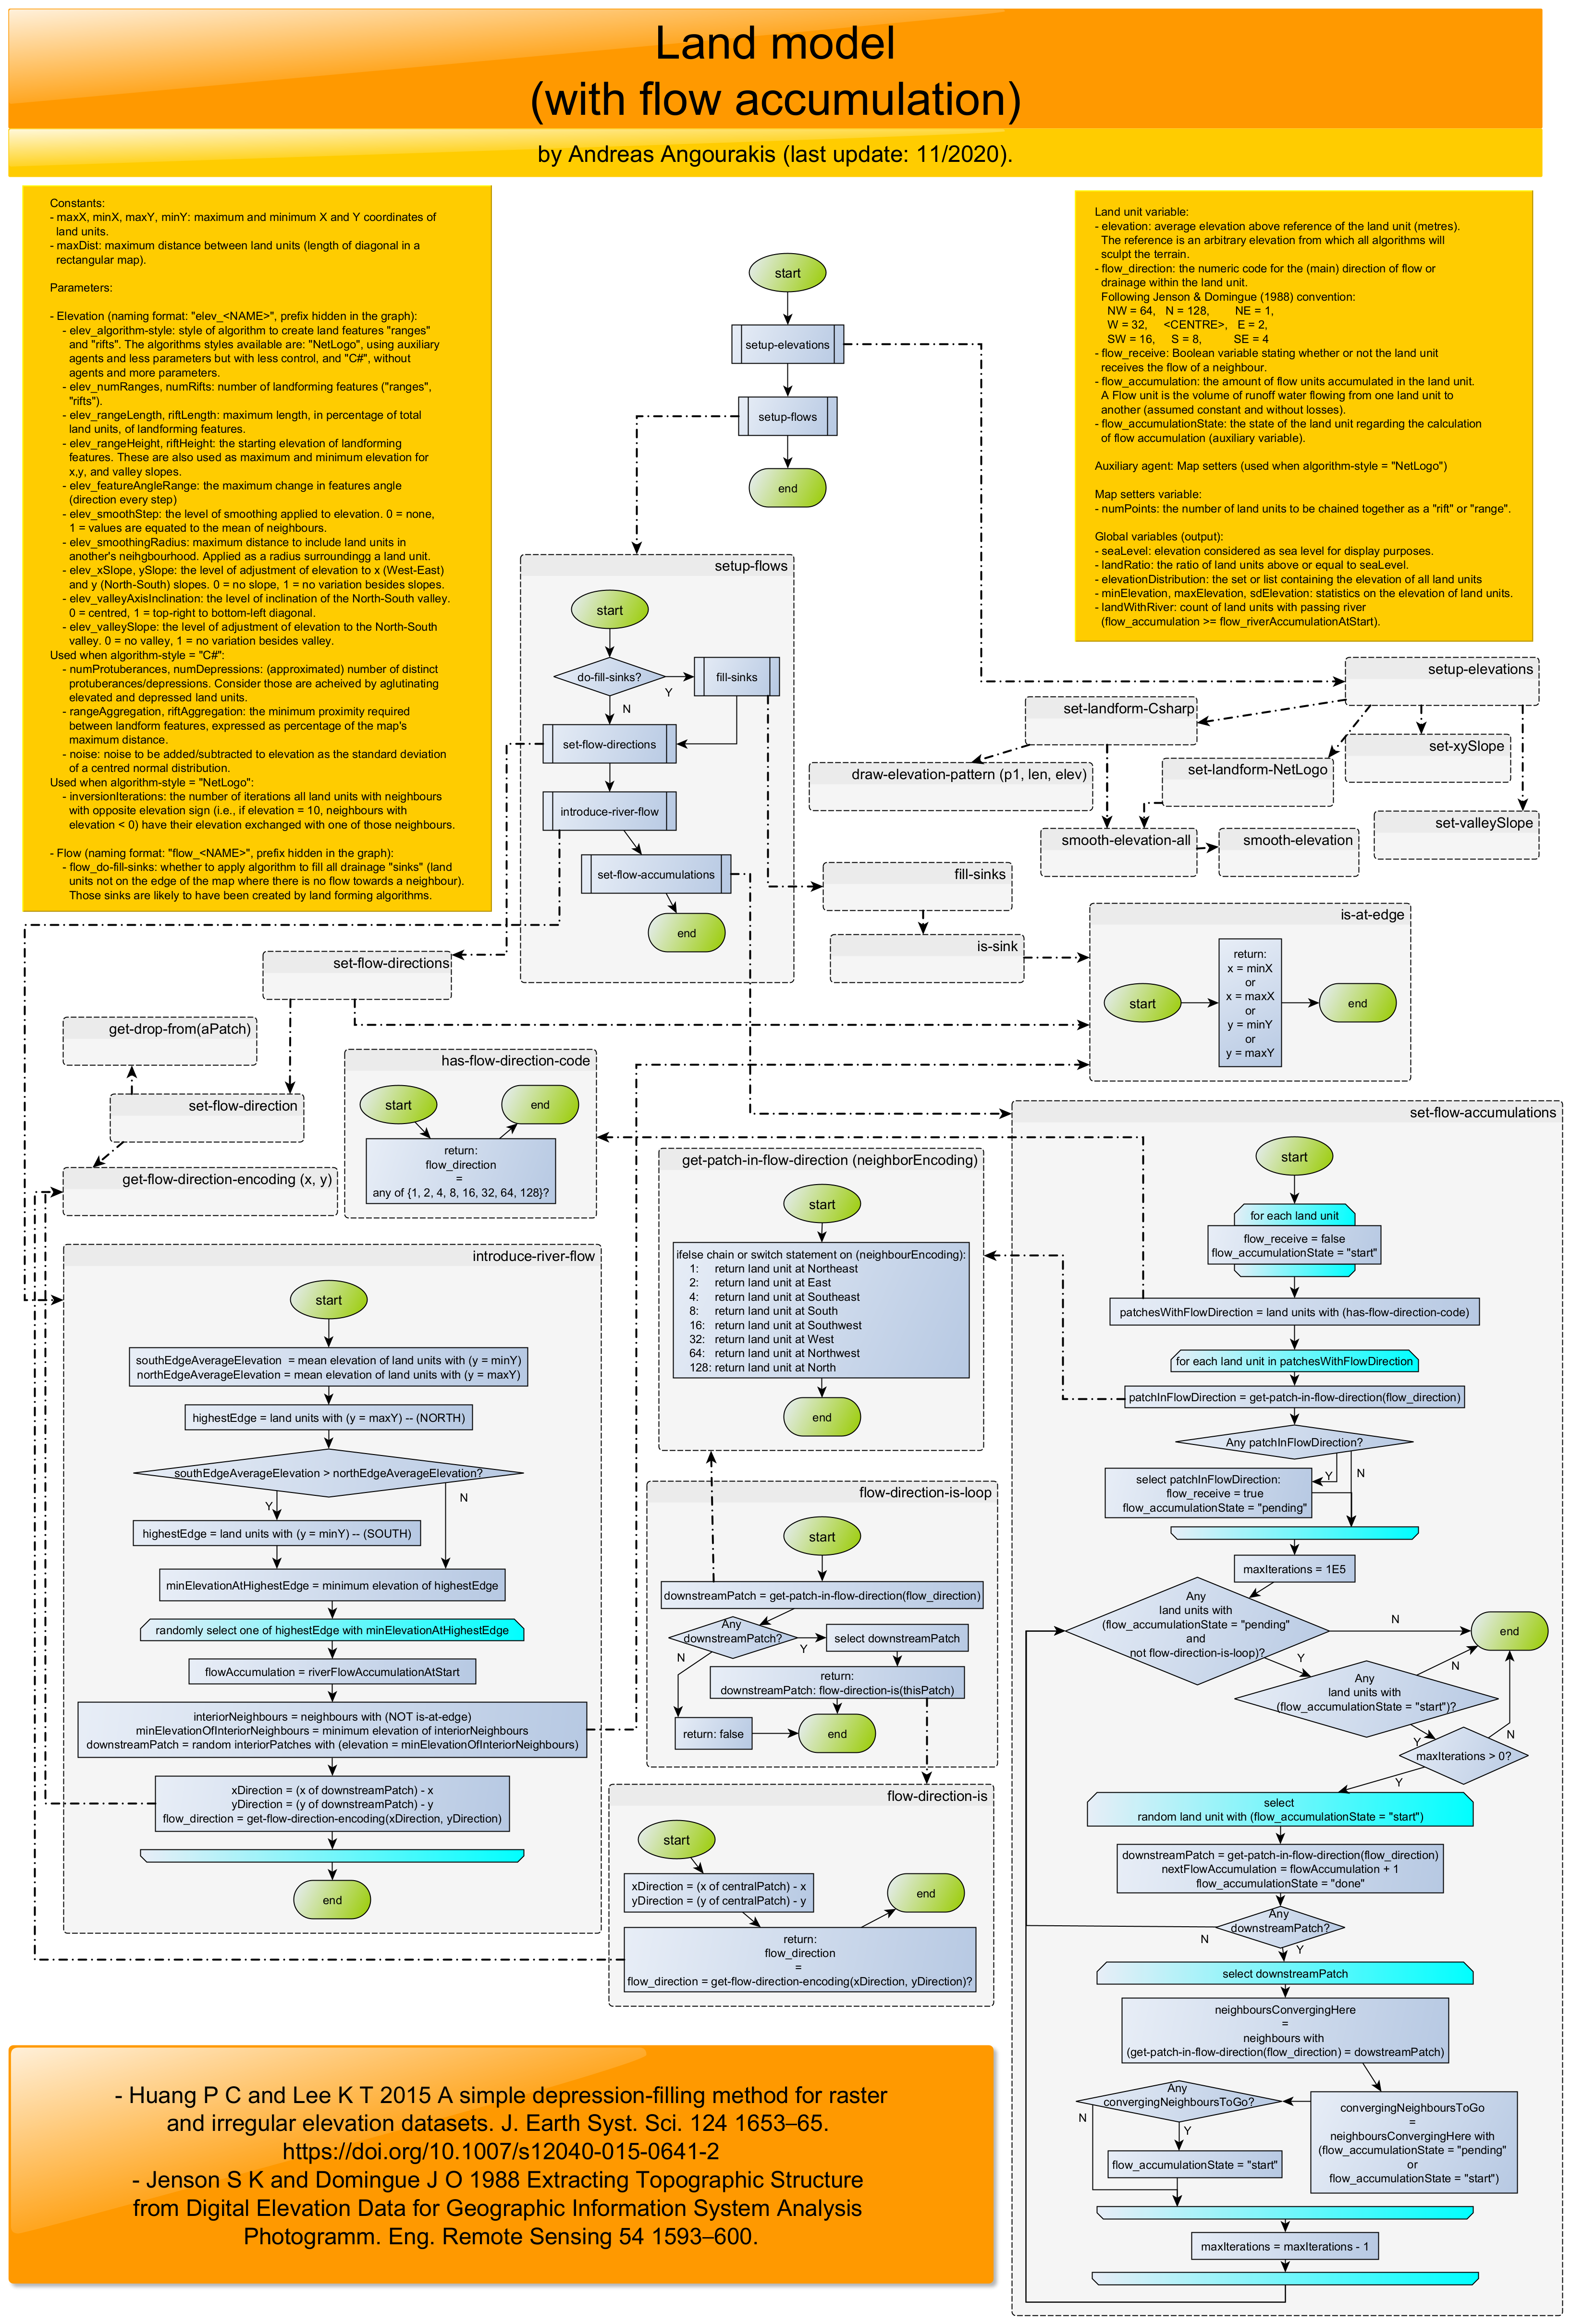 Land model
(with flow accumulation)
by Andreas Angourakis (last update: 11/2020).
Constants:
- maxX, minX, maxY, minY: maximum and minimum X and Y coordinates of
land units.
- maxDist: maximum distance between land units (length of diagonal in a
rectangular map).
Parameters:
- Elevation (naming format: "elev_<NAME>", prefix hidden in the graph):
- elev_algorithm-style: style of algorithm to create land features "ranges"
and "rifts". The algorithms styles available are: "NetLogo", using auxiliary
agents and less parameters but with less control, and "C#", without
agents and more parameters.
- elev_numRanges, numRifts: number of landforming features ("ranges",
"rifts").
- elev_rangeLength, riftLength: maximum length, in percentage of total
land units, of landforming features.
- elev_rangeHeight, riftHeight: the starting elevation of landforming
features. These are also used as maximum and minimum elevation for
x,y, and valley slopes.
- elev_featureAngleRange: the maximum change in features angle
(direction every step)
- elev_smoothStep: the level of smoothing applied to elevation. 0 = none,
1 = values are equated to the mean of neighbours.
- elev_smoothingRadius: maximum distance to include land units in
another's neihgbourhood. Applied as a radius surroundingg a land unit.
- elev_xSlope, ySlope: the level of adjustment of elevation to x (West-East)
and y (North-South) slopes. 0 = no slope, 1 = no variation besides slopes.
- elev_valleyAxisInclination: the level of inclination of the North-South valley.
0 = centred, 1 = top-right to bottom-left diagonal.
- elev_valleySlope: the level of adjustment of elevation to the North-South
valley. 0 = no valley, 1 = no variation besides valley.
Used when algorithm-style = "C#":
- numProtuberances, numDepressions: (approximated) number of distinct
protuberances/depressions. Consider those are acheived by aglutinating
elevated and depressed land units.
- rangeAggregation, riftAggregation: the minimum proximity required
between landform features, expressed as percentage of the map's
maximum distance.
- noise: noise to be added/subtracted to elevation as the standard deviation
of a centred normal distribution.
Used when algorithm-style = "NetLogo":
- inversionIterations: the number of iterations all land units with neighbours
with opposite elevation sign (i.e., if elevation = 10, neighbours with
elevation < 0) have their elevation exchanged with one of those neighbours.
- Flow (naming format: "flow_<NAME>", prefix hidden in the graph):
- flow_do-fill-sinks: whether to apply algorithm to fill all drainage "sinks" (land
units not on the edge of the map where there is no flow towards a neighbour).
Those sinks are likely to have been created by land forming algorithms.
start
setup-elevations
setup-flows
end
Land unit variable:
- elevation: average elevation above reference of the land unit (metres).
The reference is an arbitrary elevation from which all algorithms will
sculpt the terrain.
- flow_direction: the numeric code for the (main) direction of flow or
drainage within the land unit.
Following Jenson & Domingue (1988) convention:
NW = 64, N = 128, NE = 1,
W = 32, <CENTRE>, E = 2,
SW = 16, S = 8, SE = 4
- flow_receive: Boolean variable stating whether or not the land unit
receives the flow of a neighbour.
- flow_accumulation: the amount of flow units accumulated in the land unit.
A Flow unit is the volume of runoff water flowing from one land unit to
another (assumed constant and without losses).
- flow_accumulationState: the state of the land unit regarding the calculation
of flow accumulation (auxiliary variable).
Auxiliary agent: Map setters (used when algorithm-style = "NetLogo")
Map setters variable:
- numPoints: the number of land units to be chained together as a "rift" or "range".
Global variables (output):
- seaLevel: elevation considered as sea level for display purposes.
- landRatio: the ratio of land units above or equal to seaLevel.
- elevationDistribution: the set or list containing the elevation of all land units
- minElevation, maxElevation, sdElevation: statistics on the elevation of land units.
- landWithRiver: count of land units with passing river
(flow_accumulation >= flow_riverAccumulationAtStart).
setup-flows
start
do-fill-sinks?
Y
fill-sinks
N
set-flow-directions
introduce-river-flow
set-flow-accumulations
end
setup-elevations
set-landform-Csharp
set-xySlope
draw-elevation-pattern (p1, len, elev)
set-landform-NetLogo
set-valleySlope
smooth-elevation-all
smooth-elevation
fill-sinks
is-sink
is-at-edge
start
return:
x = minX
or
x = maxX
or
y = minY
or
y = maxY
end
set-flow-directions
get-drop-from(aPatch)
set-flow-direction
get-flow-direction-encoding (x, y)
has-flow-direction-code
start
end
return:
flow_direction
=
any of {1, 2, 4, 8, 16, 32, 64, 128}?
introduce-river-flow
start
southEdgeAverageElevation = mean elevation of land units with (y = minY)
northEdgeAverageElevation = mean elevation of land units with (y = maxY)
highestEdge = land units with (y = maxY) -- (NORTH)
southEdgeAverageElevation > northEdgeAverageElevation?
Y
N
highestEdge = land units with (y = minY) -- (SOUTH)
minElevationAtHighestEdge = minimum elevation of highestEdge
randomly select one of highestEdge with minElevationAtHighestEdge
flowAccumulation = riverFlowAccumulationAtStart
interiorNeighbours = neighbours with (NOT is-at-edge)
minElevationOfInteriorNeighbours = minimum elevation of interiorNeighbours
downstreamPatch = random interiorPatches with (elevation = minElevationOfInteriorNeighbours)
xDirection = (x of downstreamPatch) - x
yDirection = (y of downstreamPatch) - y
flow_direction = get-flow-direction-encoding(xDirection, yDirection)
end
get-patch-in-flow-direction (neighborEncoding)
start
ifelse chain or switch statement on (neighbourEncoding):
1: return land unit at Northeast
2: return land unit at East
4: return land unit at Southeast
8: return land unit at South
16: return land unit at Southwest
32: return land unit at West
64: return land unit at Northwest
128: return land unit at North
end
flow-direction-is-loop
start
downstreamPatch = get-patch-in-flow-direction(flow_direction)
Any
downstreamPatch?
Y
select downstreamPatch
N
return:
downstreamPatch: flow-direction-is(thisPatch)
return: false
end
flow-direction-is
start
xDirection = (x of centralPatch) - x
yDirection = (y of centralPatch) - y
end
return:
flow_direction
=
flow_direction = get-flow-direction-encoding(xDirection, yDirection)?
set-flow-accumulations
start
for each land unit
flow_receive = false
flow_accumulationState = "start"
patchesWithFlowDirection = land units with (has-flow-direction-code)
for each land unit in patchesWithFlowDirection
patchInFlowDirection = get-patch-in-flow-direction(flow_direction)
Any patchInFlowDirection?
Y
N
select patchInFlowDirection:
flow_receive = true
flow_accumulationState = "pending"
maxIterations = 1E5
Any
land units with
(flow_accumulationState = "pending"
and
not flow-direction-is-loop)?
N
end
Y
Any
land units with
(flow_accumulationState = "start")?
N
Y
maxIterations > 0?
N
Y
select
random land unit with (flow_accumulationState = "start")
downstreamPatch = get-patch-in-flow-direction(flow_direction)
nextFlowAccumulation = flowAccumulation + 1
flow_accumulationState = "done"
Any
downstreamPatch?
N
Y
select downstreamPatch
neighboursConvergingHere
=
neighbours with
(get-patch-in-flow-direction(flow_direction) = dowstreamPatch)
Any
convergingNeighboursToGo?
N
Y
convergingNeighboursToGo
=
neighboursConvergingHere with
(flow_accumulationState = "pending"
or
flow_accumulationState = "start")
flow_accumulationState = "start"
maxIterations = maxIterations - 1
- Huang P C and Lee K T 2015 A simple depression-filling method for raster
and irregular elevation datasets. J. Earth Syst. Sci. 124 1653–65.
https://doi.org/10.1007/s12040-015-0641-2
- Jenson S K and Domingue J O 1988 Extracting Topographic Structure
from Digital Elevation Data for Geographic Information System Analysis
Photogramm. Eng. Remote Sensing 54 1593–600.